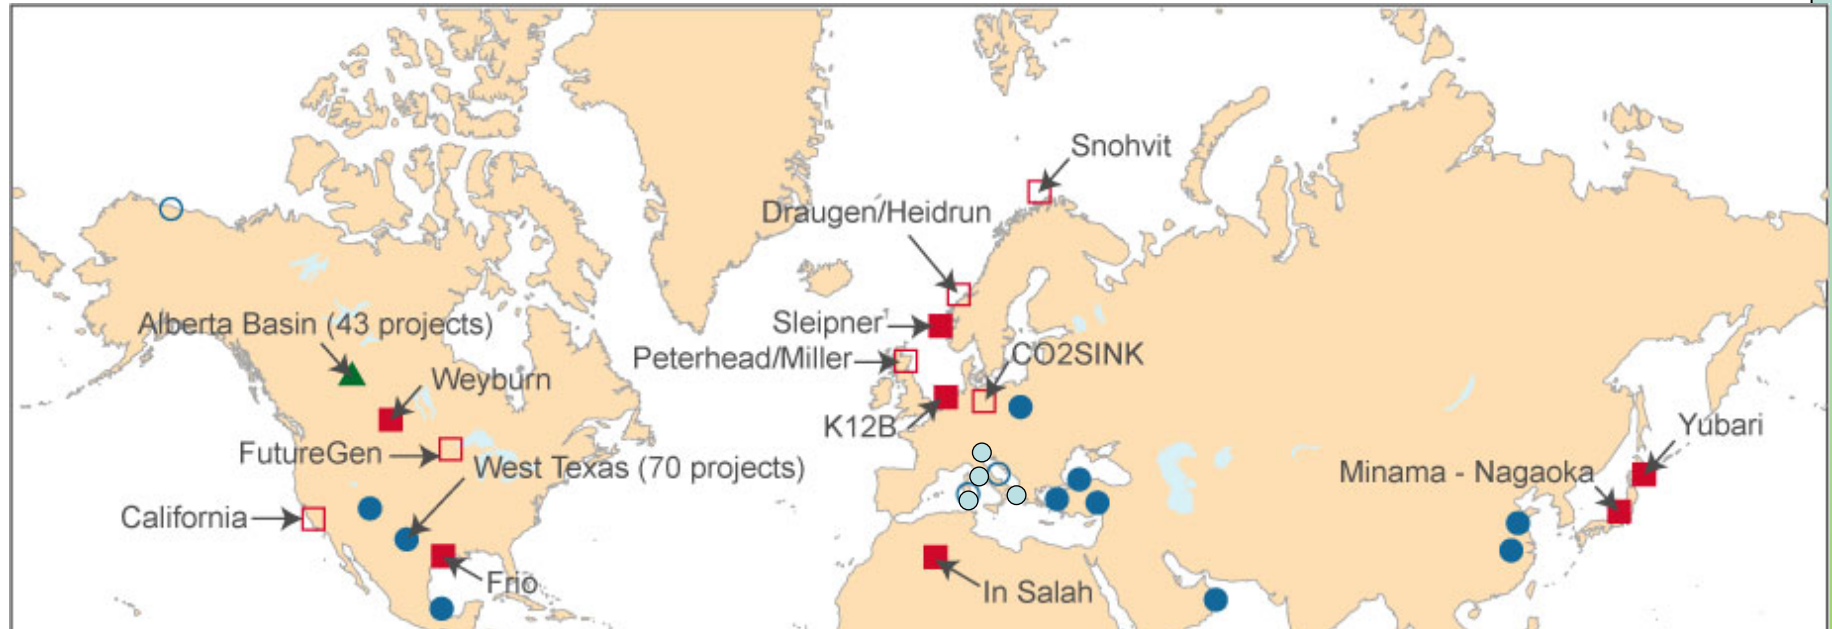 Snohvit
Draugen/Heidrun
Alberta Basin (43 projects)
Sleipner
Peterhead/Miller
CO2SINK
Weyburn
K12B
Yubari
FutureGen
West Texas (70 projects)
Minama - Nagaoka
California
Frio
In Salah